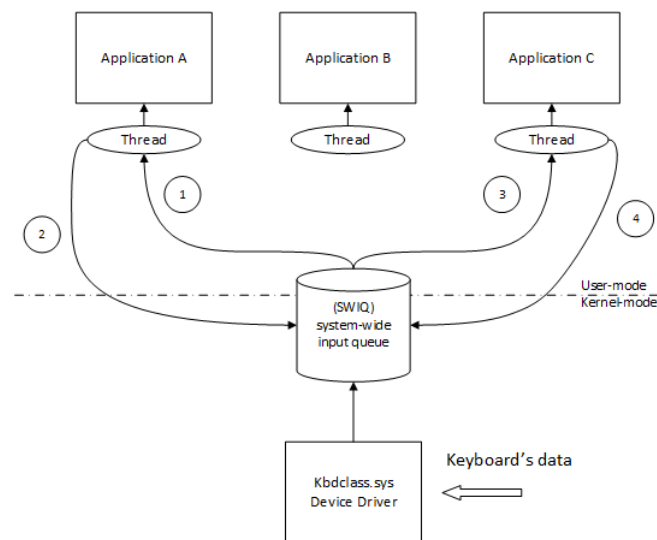 Application A
Application B
Application C
Thread
Thread
Thread
1
3
2
4
User-mode
Kernel-mode
(SWIQ)
system-wide
input queue
Keyboard's data
Kbdclass.sys
Device Driver